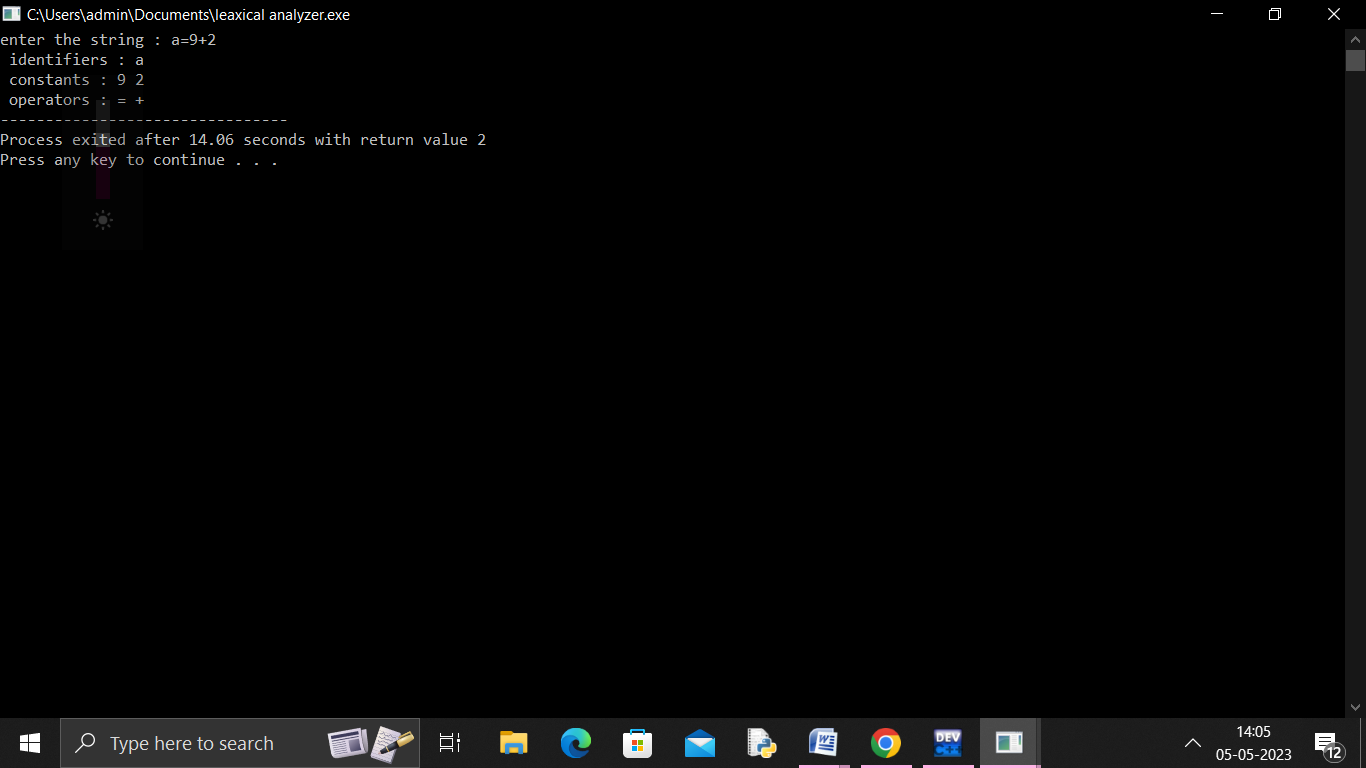 C:\Users\admin\Documents\leaxical analyzer.exe
enter the string : a=9+2
identifiers : a
constants : 9 2
operators : = +
--------------------------------
Process exited after 14.06 seconds with return value 2
Press any key to continue . . .
Type here to search
W
DEV
C++
14:05
05-05-2023
12